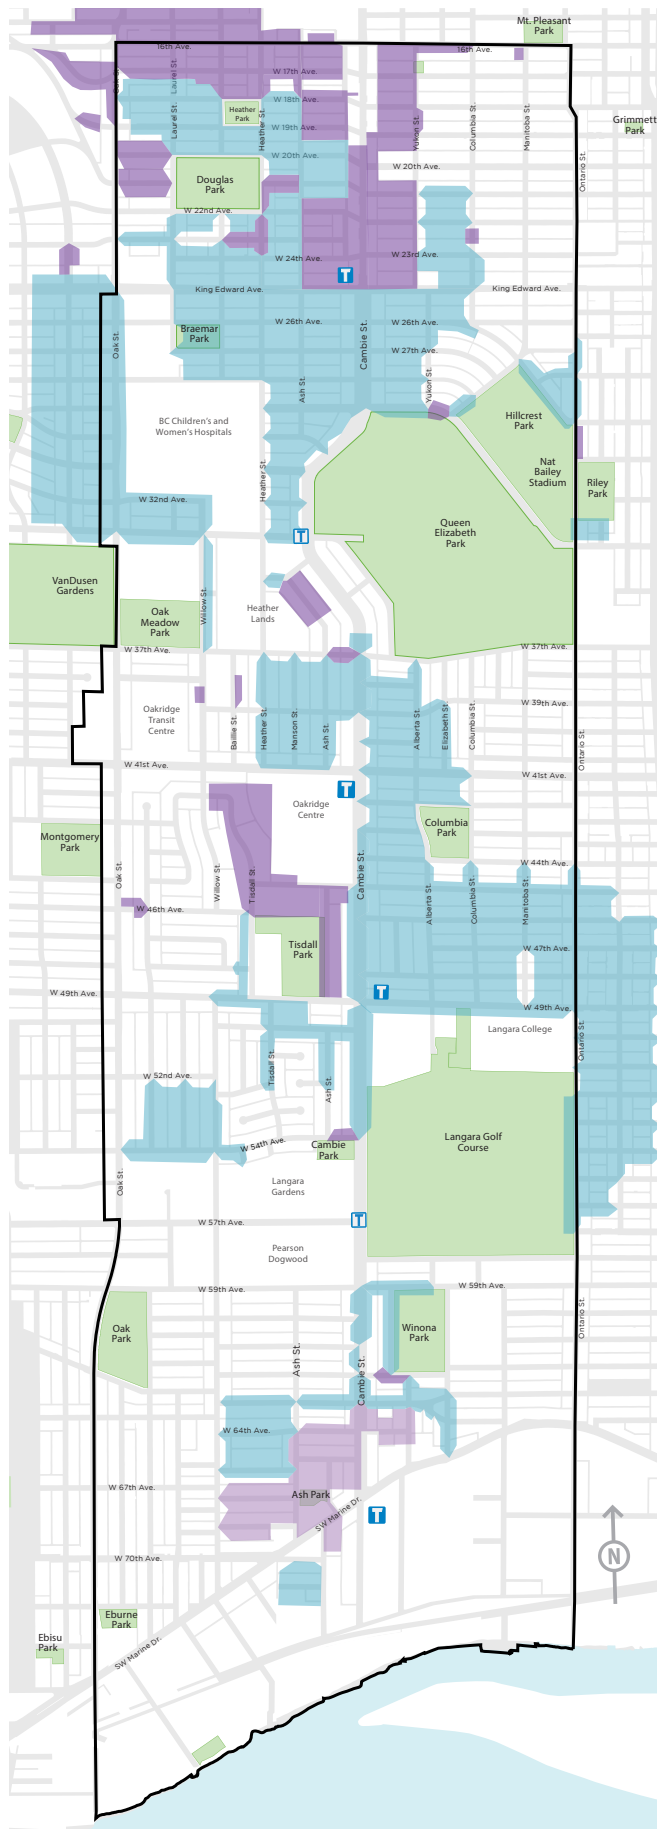 Mt. Pleasant
Park
16th Ave.
16th Ave.
Oak St.
Laurel St.
W 17th Ave.
W 18th Ave.
Heather
Park
Laurel St.
Heather St.
W 19th Ave.
Yukon St.
Columbia St.
Manitoba St.
Grimmett
Park
W 20th Ave.
W 20th Ave.
Ontario St.
Douglas
Park
W 22nd Ave.
W 24th Ave.
W 23rd Ave.
T
King Edward Ave.
King Edward Ave.
W 26th Ave.
W 26th Ave.
Braemar
Park
Oak St.
Cambie St.
W 27th Ave.
Ash St.
Yukon St.
BC Children's and
Women's Hospitals
Hillcrest
Park
Nat
Bailey
Stadium
Riley
Park
Heather St.
W 32nd Ave.
T
Queen
Elizabeth
Park
VanDusen
Gardens
Willow St.
Oak
Meadow
Park
Heather
Lands
W 37th Ave.
W 37th Ave.
W 39th Ave.
Oakridge
Transit
Centre
Baillie St.
Heather St.
Manson St.
Ash St.
Alberta St.
Elizabeth St.
Columbia St.
Ontario St.
W 41st Ave.
W 41st Ave.
T
Oakridge
Centre
Columbia
Park
Montgomery
Park
Oak St.
Willow St.
Tisdall St.
Cambie St.
W 44th Ave.
Alberta St.
Columbia St.
Manitoba St.
W 46th Ave.
Tisdall
Park
W 47th Ave.
W 49th Ave.
T
W 49th Ave.
Langara College
Ontario St.
W 52nd Ave.
Tisdall St.
Ash St.
W 54th Ave.
Cambie
Park
Langara Golf
Course
Oak St.
Langara
Gardens
W 57th Ave.
T
Pearson
Dogwood
W 59th Ave.
W 59th Ave.
Oak
Park
Ash St.
Cambie St.
Winona
Park
Ontario St.
W 64th Ave.
W 67th Ave.
Ash Park
SW Marine Dr.
T
W 70th Ave.
N
Eburne
Park
Ebisu
Park
SW Marine Dr.